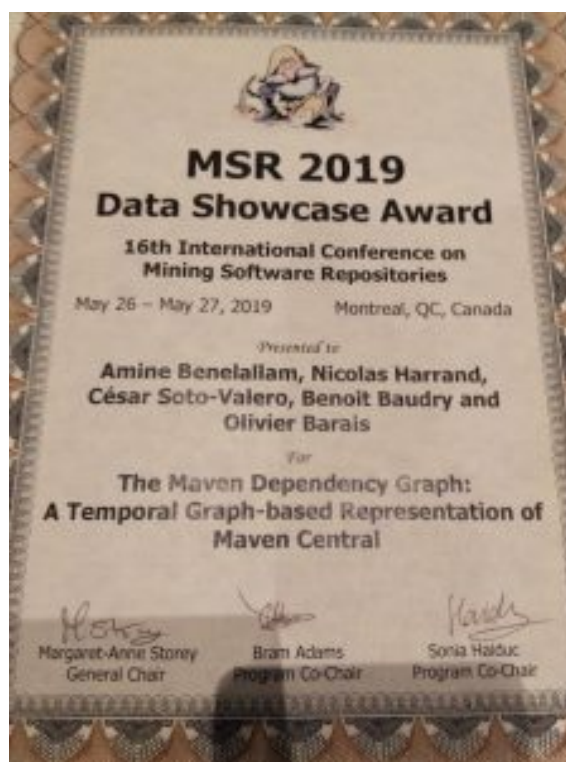 MSR 2019
Data Showcase Award
16th International Conference on
Mining Software Repositories
May 26 – May 27, 2019 Montreal, QC, Canada
Presented to
Amine Benelallam, Nicolas Harrand,
César Soto-Valero, Benoit Baudry and
Olivier Barais
For
The Maven Dependency Graph:
A Temporal Graph-based Representation of
Maven Central
Margaret-Anne Storey Bram Adams Sonia Haiduc
General Chair Program Co-Chair Program Co-Chair